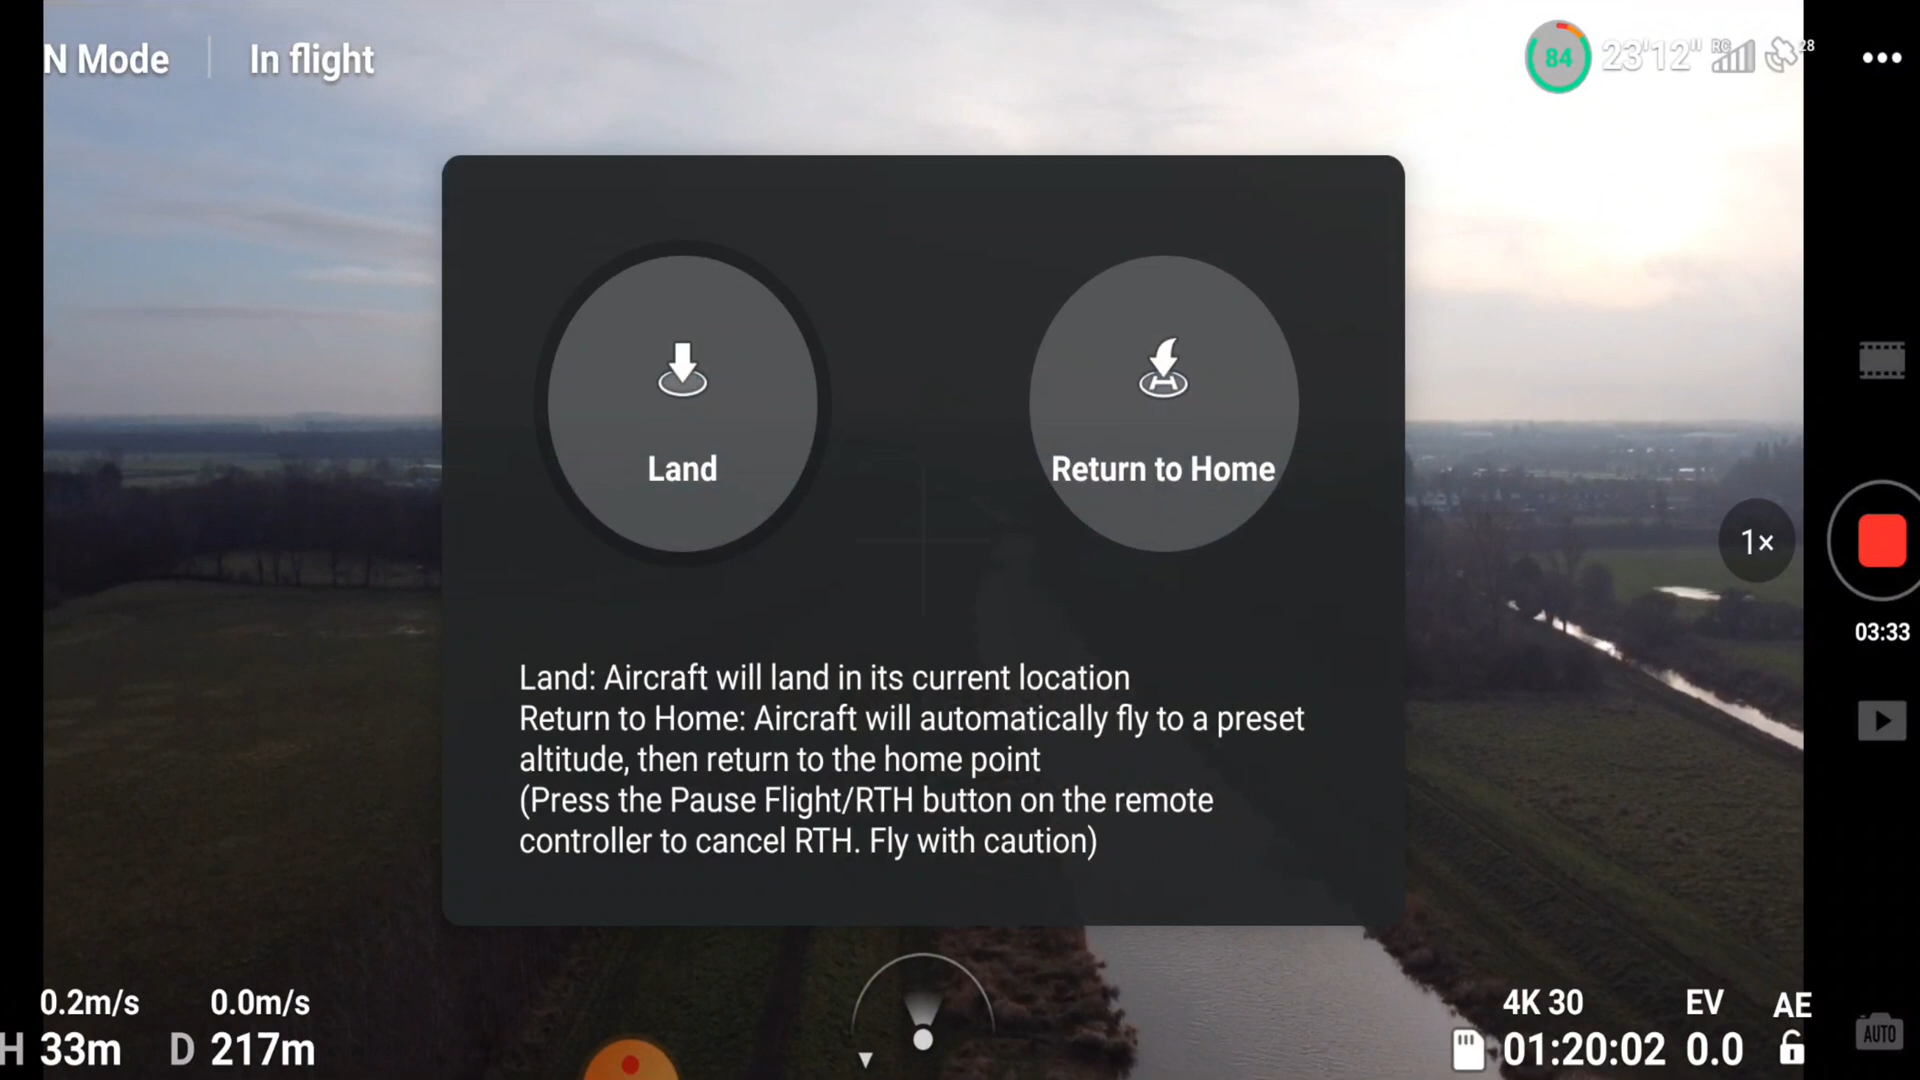 N Mode
In flight
84
23'12"
RC
28
Land
Return to Home
Land: Aircraft will land in its current location
Return to Home: Aircraft will automatically fly to a preset
altitude, then return to the home point
(Press the Pause Flight/RTH button on the remote
controller to cancel RTH. Fly with caution)
1×
03:33
0.2m/s
0.0m/s
H 33m
D 217m
4K 30
EV
AE
01:20:02
0.0
AUTO